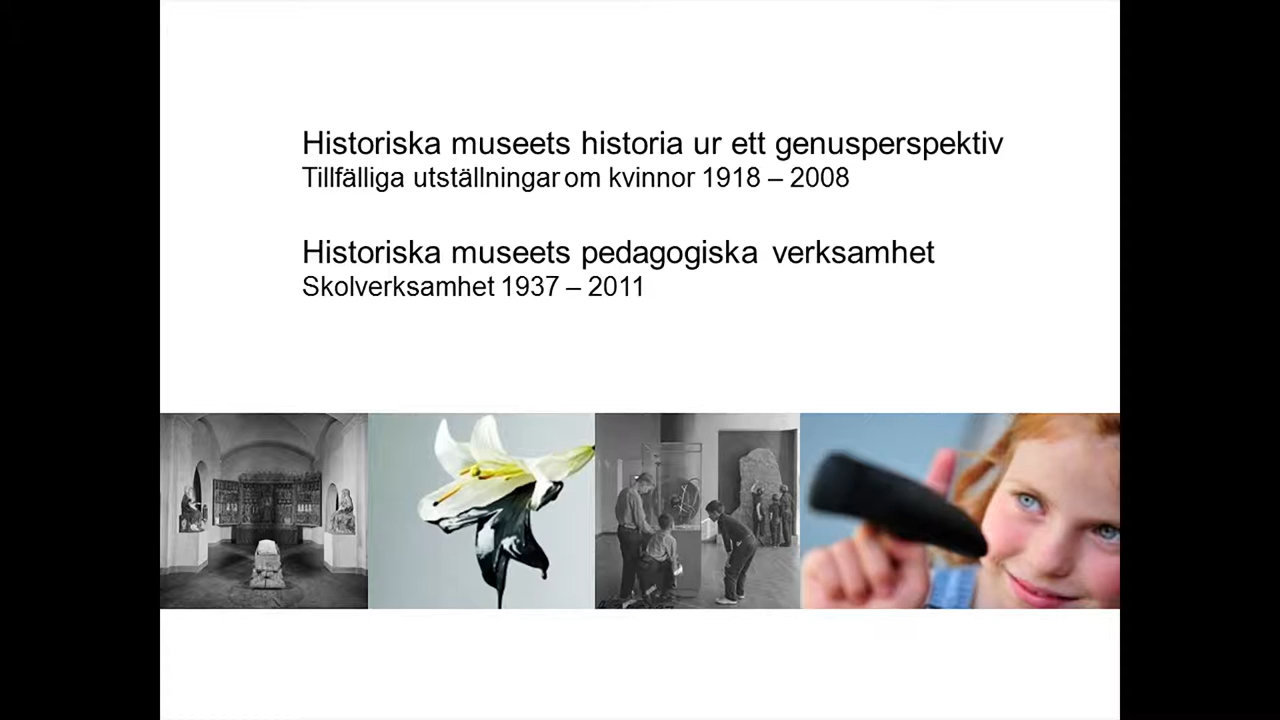 Historiska museets historia ur ett genusperspektiv
Tillfälliga utställningar om kvinnor 1918 – 2008
Historiska museets pedagogiska verksamhet
Skolverksamhet 1937 – 2011